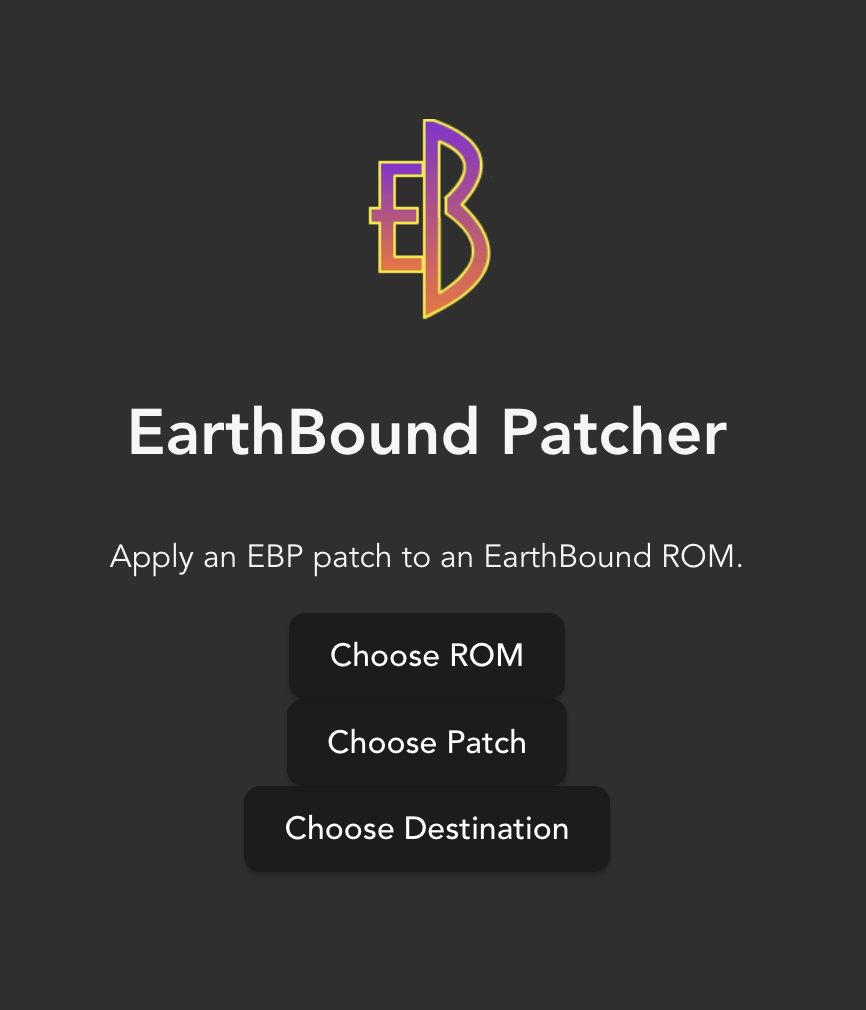 EB
EarthBound Patcher
Apply an EBP patch to an EarthBound ROM.
Choose ROM
Choose Patch
Choose Destination